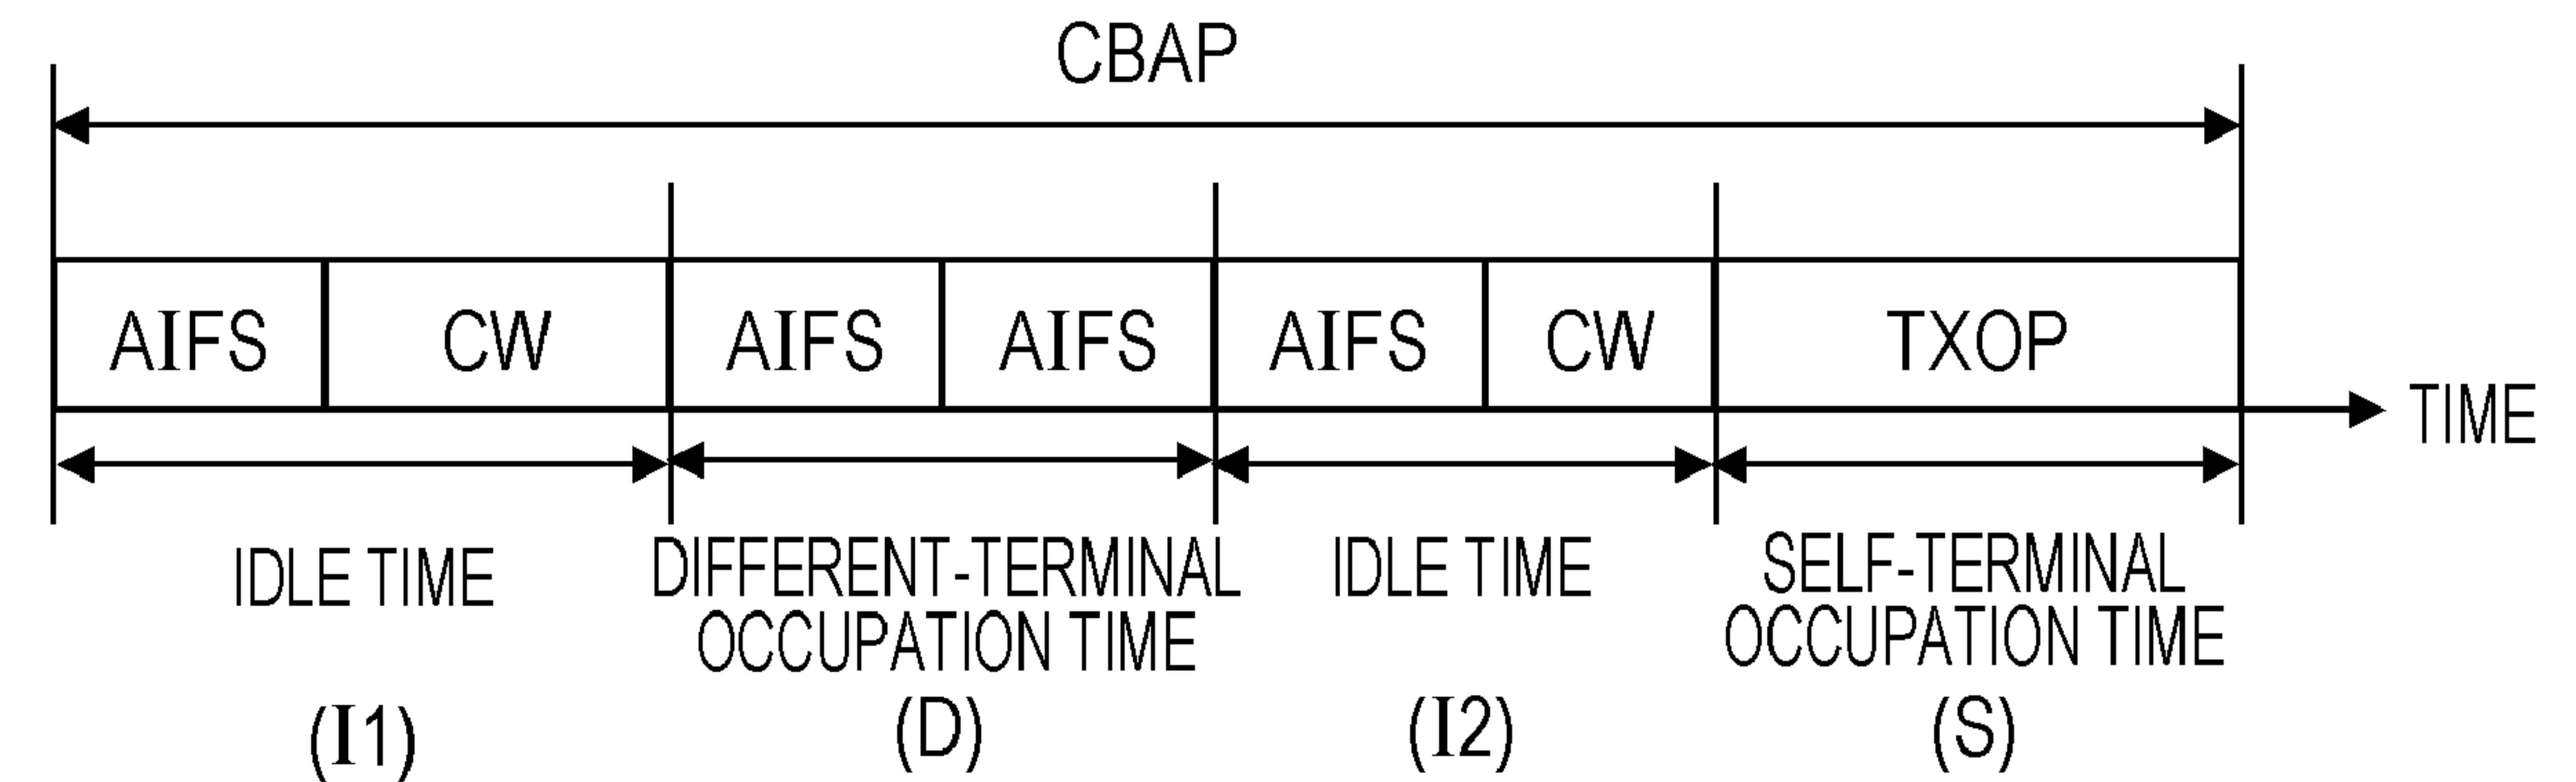 CBAP
AIFS CW AIFS AIFS AIFS CW TXOP
TIME
IDLE TIME
(I1)
DIFFERENT-TERMINAL
OCCUPATION TIME
(D)
IDLE TIME
(I2)
SELF-TERMINAL
OCCUPATION TIME
(S)